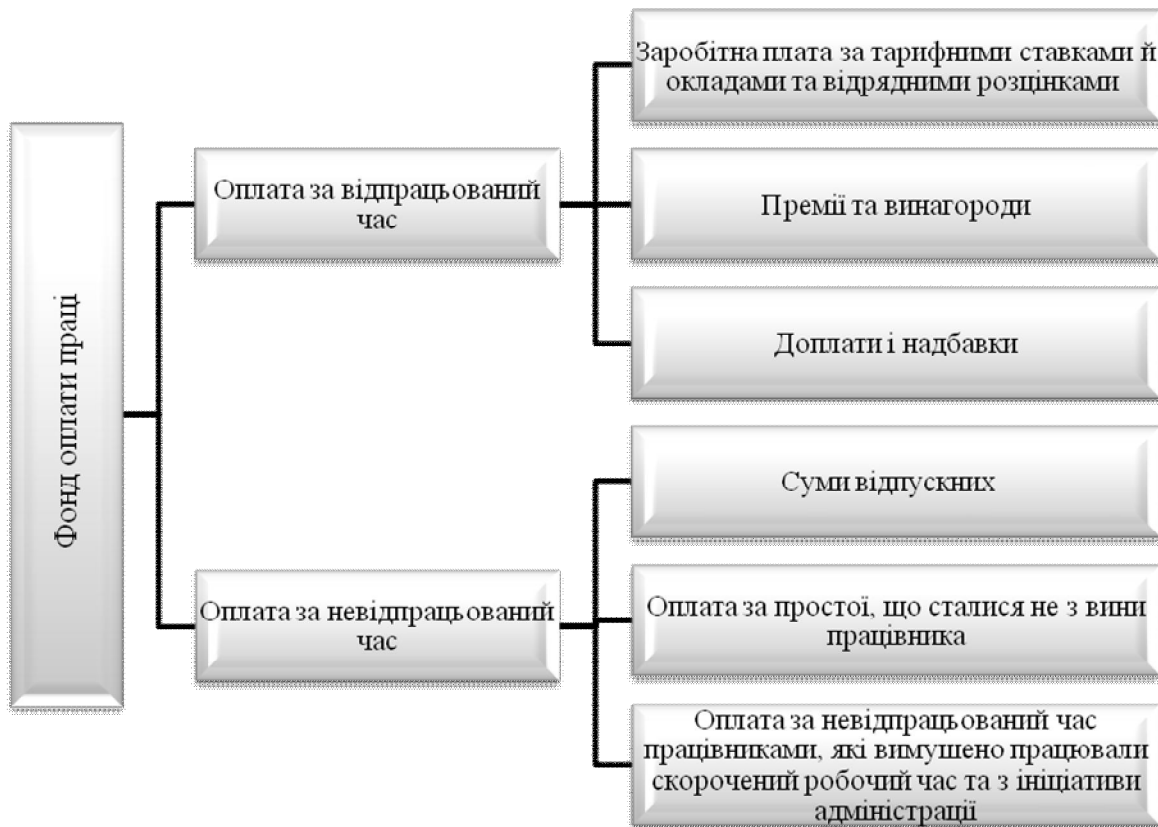 Фонд оплати праці
Оплата за відпрацьований
час
Заробітна плата за тарифними ставками й
окладами та відрядними розцінками
Премії та винагороди
Доплати і надбавки
Оплата за невідпрацьований
час
Суми відпускних
Оплата за простої, що сталися не з вини
працівника
Оплата за невідпрацьований час
працівниками, які вимушено працювали
скорочений робочий час та з ініціативи
адміністрації